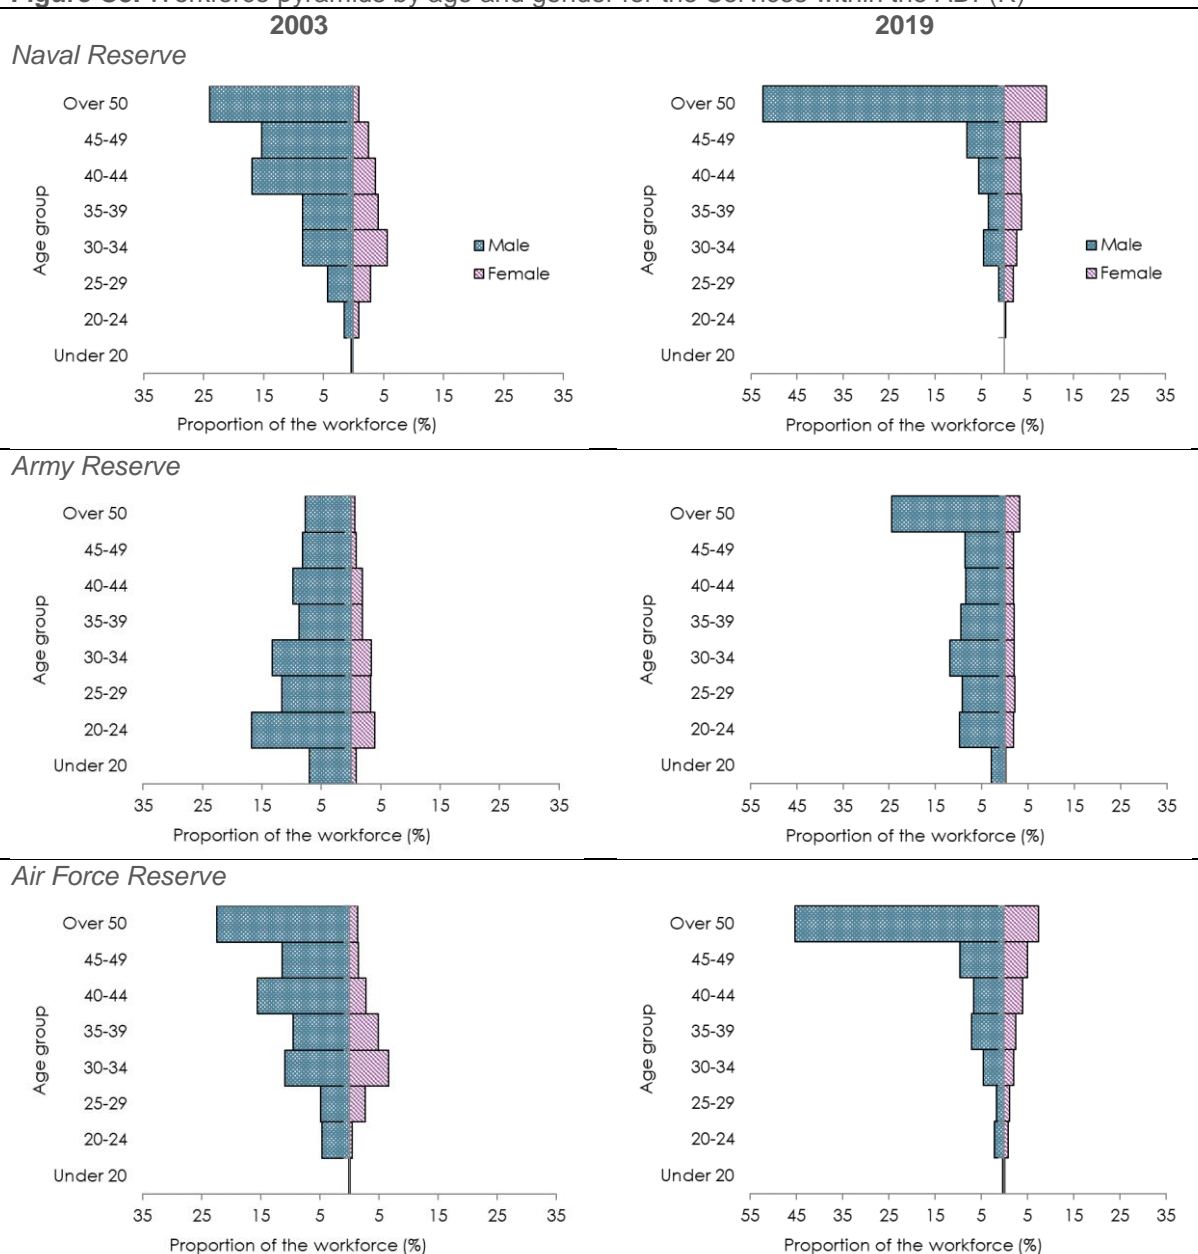 2003 2019
Naval Reserve
Over 50
45-49
40-44
35-39
30-34
25-29
20-24
Under 20
Age group
Male
Female
35 25 15 5 5 15 25 35
Proportion of the workforce (%)
Over 50
45-49
40-44
35-39
30-34
25-29
20-24
Under 20
Age group
Male
Female
55 45 35 25 15 5 5 15 25 35
Proportion of the workforce (%)
Army Reserve
Over 50
45-49
40-44
35-39
30-34
25-29
20-24
Under 20
Age group
35 25 15 5 5 15 25 35
Proportion of the workforce (%)
Over 50
45-49
40-44
35-39
30-34
25-29
20-24
Under 20
Age group
55 45 35 25 15 5 5 15 25 35
Proportion of the workforce (%)
Air Force Reserve
Over 50
45-49
40-44
35-39
30-34
25-29
20-24
Under 20
Age group
35 25 15 5 5 15 25 35
Proportion of the workforce (%)
Over 50
45-49
40-44
35-39
30-34
25-29
20-24
Under 20
Age group
55 45 35 25 15 5 5 15 25 35
Proportion of the workforce (%)